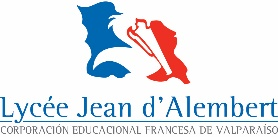 Lycée Jean d'Alembert
CORPORACIÓN EDUCACIONAL FRANCESA DE VALPARAÍSO